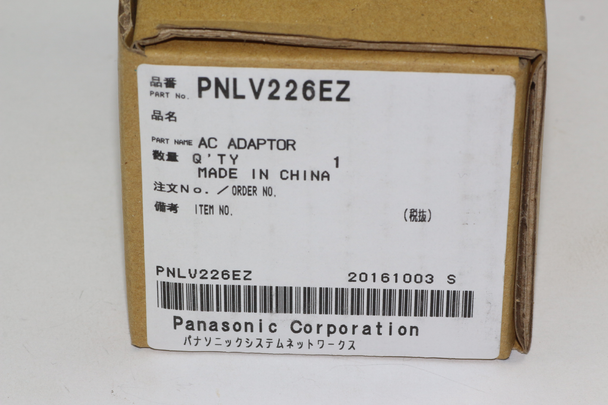 品番
PART No. PNLV226EZ
品名
PART NAME AC ADAPTOR
数量 Q'TY 1
MADE IN CHINA
注文No./ORDER NO.
備考 ITEM NO. (税抜)
PNLV226EZ 20161003 S
Panasonic Corporation
パナソニックシステムネットワークス